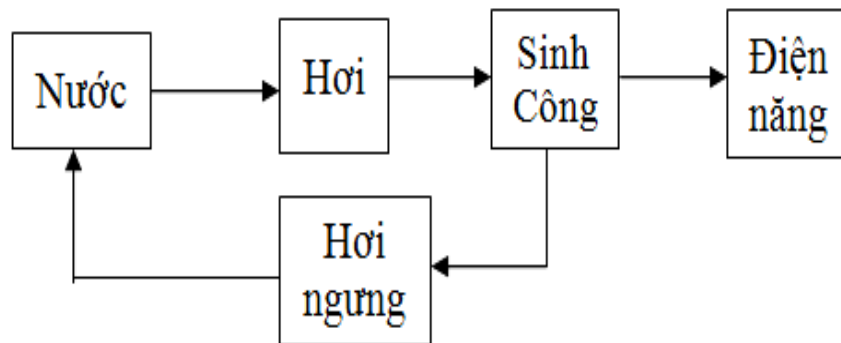 Nước
Hơi
Sinh
Công
Điện
năng
Hơi
ngưng